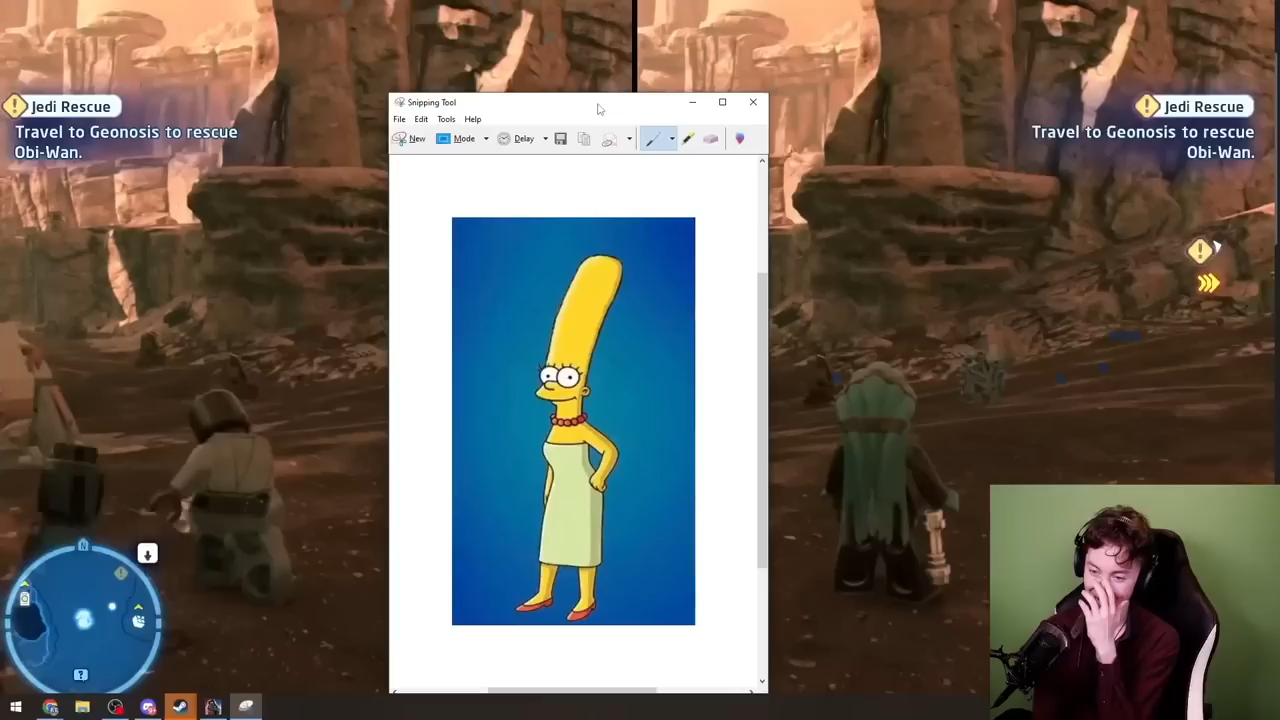 Jedi Rescue
Travel to Geonosis to rescue
Obi-Wan.
Snipping Tool
File Edit Tools Help
New Mode Delay
Jedi Rescue
Travel to Geonosis to rescue
Obi-Wan.
N